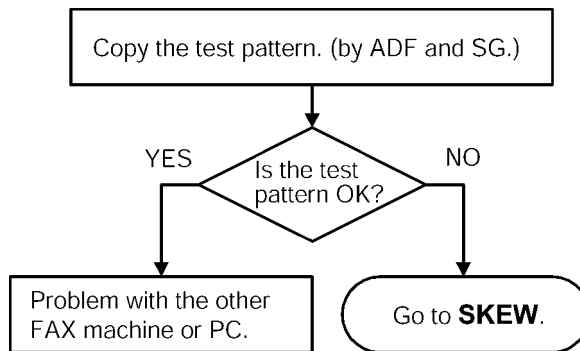 Copy the test pattern. (by ADF and SG.)
YES
NO
Is the test
pattern OK?
Problem with the other
FAX machine or PC.
Go to SKEW.